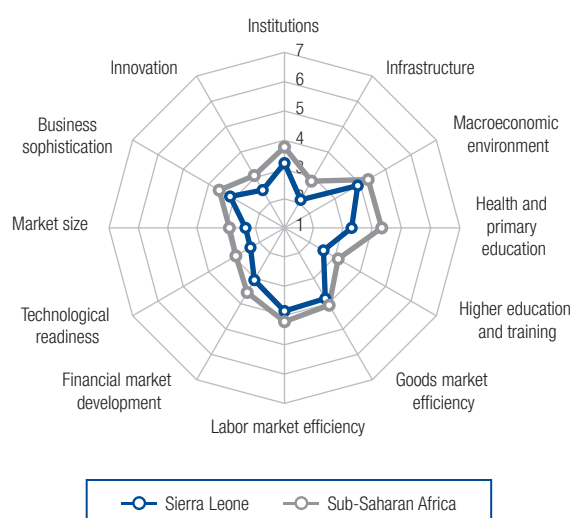 Institutions
7
6
5
4
3
2
1
Infrastructure
Macroeconomic
environment
Health and
primary
education
Higher education
and training
Goods market
efficiency
Labor market efficiency
Financial market
development
Technological
readiness
Market size
Business
sophistication
Innovation
Sierra Leone
Sub-Saharan Africa